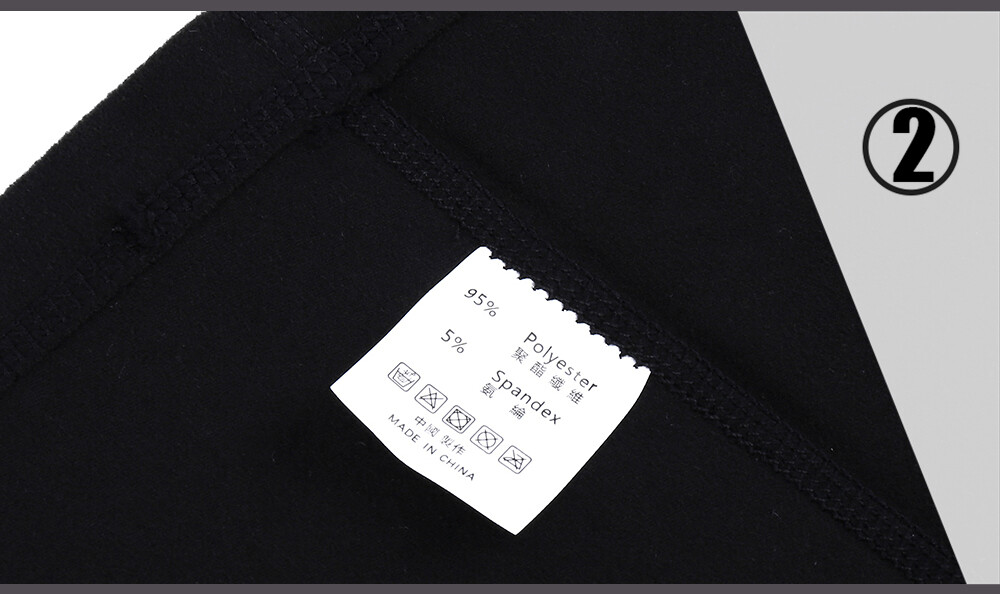 2
95% Polyester
聚酯纖維
5% Spandex
氨綸
中國製作
MADE IN CHINA